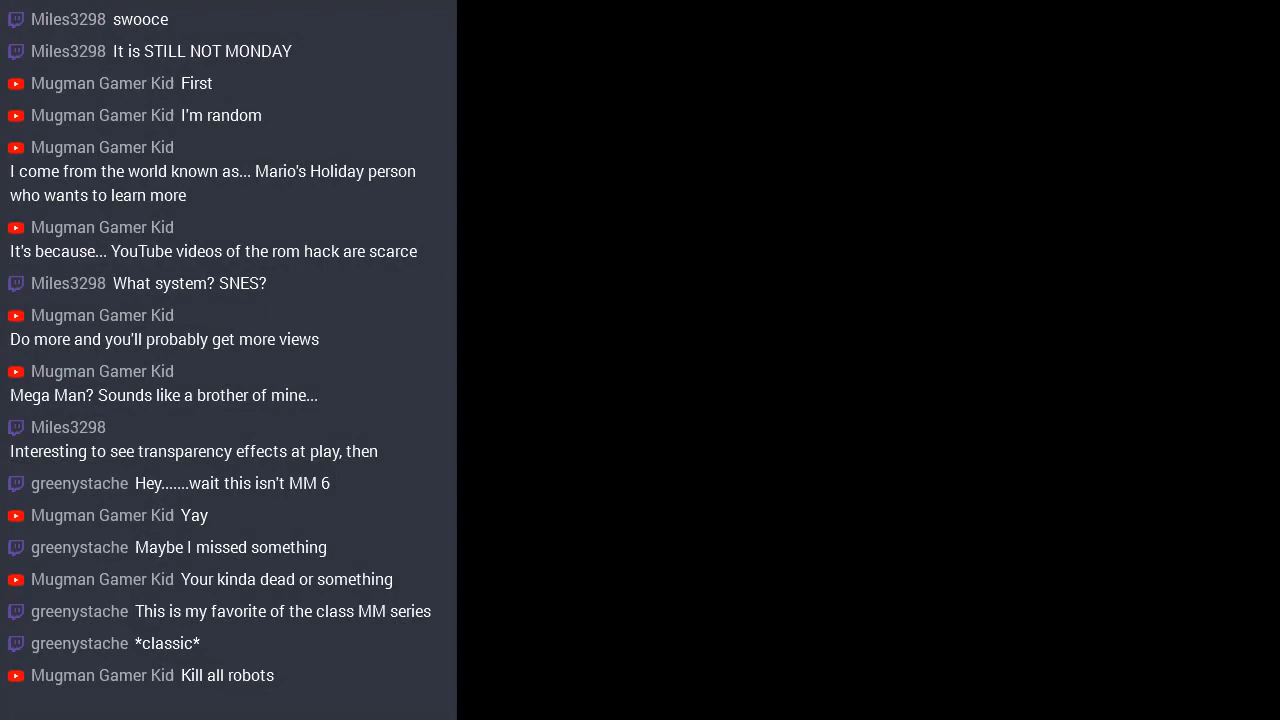 Miles3298 swooce
Miles3298 It is STILL NOT MONDAY
Mugman Gamer Kid First
Mugman Gamer Kid I'm random
Mugman Gamer Kid
I come from the world known as... Mario's Holiday person
who wants to learn more
Mugman Gamer Kid
It's because... YouTube videos of the rom hack are scarce
Miles3298 What system? SNES?
Mugman Gamer Kid
Do more and you'll probably get more views
Mugman Gamer Kid
Mega Man? Sounds like a brother of mine...
Miles3298
Interesting to see transparency effects at play, then
greenystache Hey.......wait this isn't MM 6
Mugman Gamer Kid Yay
greenystache Maybe I missed something
Mugman Gamer Kid Your kinda dead or something
greenystache This is my favorite of the class MM series
greenystache *classic*
Mugman Gamer Kid Kill all robots